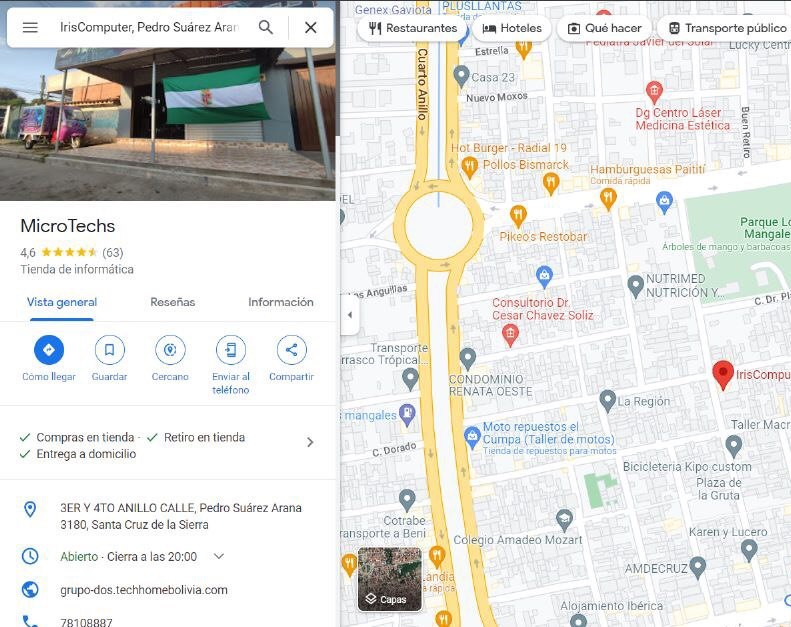 IrisComputer, Pedro Suárez Aran
MicroTechs
4,6 (63)
Tienda de informática
Vista general
Reseñas
Información
Cómo llegar
Guardar
Cercano
Enviar al
teléfono
Compartir
Compras en tienda · Retiro en tienda
Entrega a domicilio
3ER Y 4TO ANILLO CALLE, Pedro Suárez Arana
3180, Santa Cruz de la Sierra
Abierto · Cierra a las 20:00
grupo-dos.techhomebolivia.com
78108887
Genex Gaviota
PLUSLLANTAS
Restaurantes
Hoteles
Qué hacer
Transporte público
Pediatra Javier del Solar
Lucky Cent
Estrella
Cuarto Anillo
Casa 23
Nuevo Moxos
Buen Retiro
Dg Centro Láser
Medicina Estética
Hot Burger - Radial 19
Pollos Bismarck
Hamburguesas Paititi
Comida rápida
Pikeo's Restobar
Parque Lo
Mangale
Árboles de mango y barbacoas
NUTRIMED
NUTRICIÓN Y...
os Anguillas
Consultorio Dr.
Cesar Chavez Soliz
C. Dr. Pl
Transporte
rrasco Trópical...
CONDOMINIO
RENATA OESTE
IrisCompu
La Región
s mangales
Moto repuestos el
Cumpa (Taller de motos)
Tienda de repuestos para motos
Taller Macr
C. Dorado
Bicicleteria Kipo custom
Plaza de
la Gruta
Cotrabe
ransporte a Beni
Colegio Amadeo Mozart
Karen y Lucero
AMDECRUZ
landia
a rápida
Capas
Alojamiento Ibérica